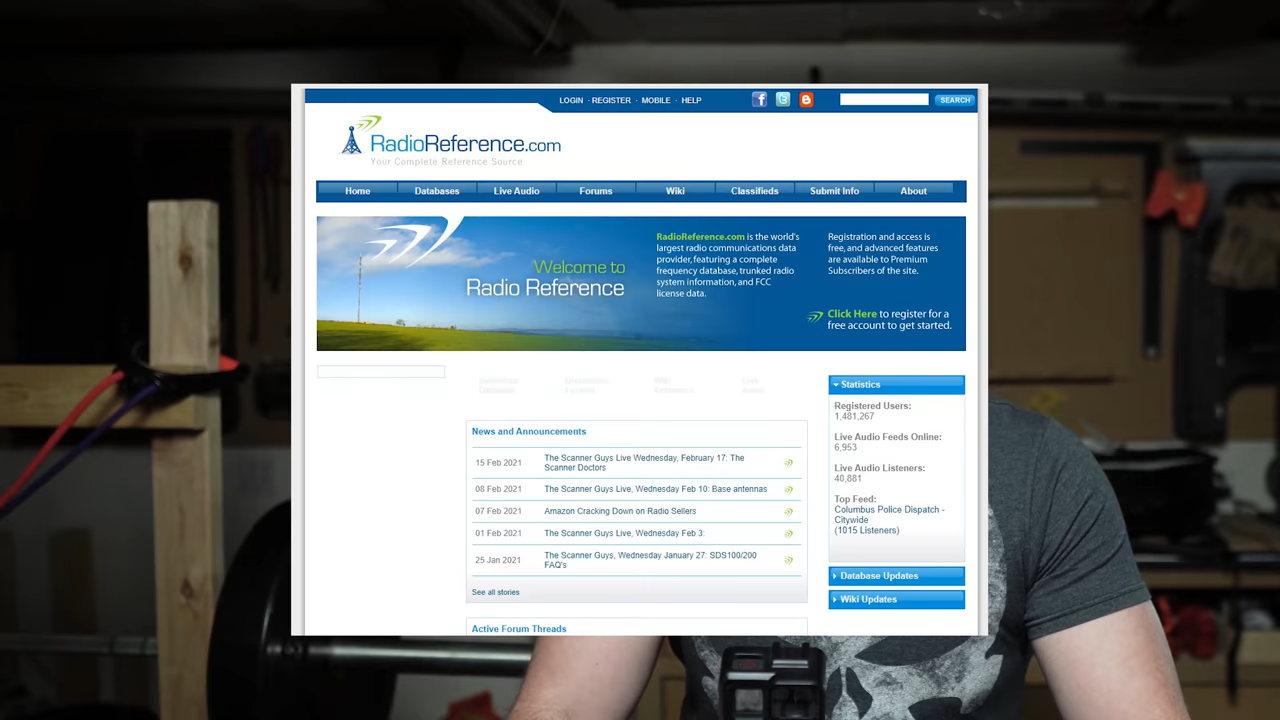 LOGIN - REGISTER - MOBILE - HELP
SEARCH
RadioReference.com
Your Complete Reference Source
Home Databases Live Audio Forums Wiki Classifieds Submit Info About
Welcome to
Radio Reference
RadioReference.com is the world's
largest radio communications data
provider, featuring a complete
frequency database, trunked radio
system information, and FCC
license data.
Registration and access is
free, and advanced features
are available to Premium
Subscribers of the site.
Click Here to register for a
free account to get started.
News and Announcements
15 Feb 2021 The Scanner Guys Live Wednesday, February 17: The
Scanner Doctors
08 Feb 2021 The Scanner Guys Live, Wednesday Feb 10: Base antennas
07 Feb 2021 Amazon Cracking Down on Radio Sellers
01 Feb 2021 The Scanner Guys Live, Wednesday Feb 3:
25 Jan 2021 The Scanner Guys, Wednesday January 27: SDS100/200
FAQ's
See all stories
Active Forum Threads
Statistics
Registered Users:
1,481,267
Live Audio Feeds Online:
6,953
Live Audio Listeners:
40,881
Top Feed:
Columbus Police Dispatch -
Citywide
(1015 Listeners)
Database Updates
Wiki Updates